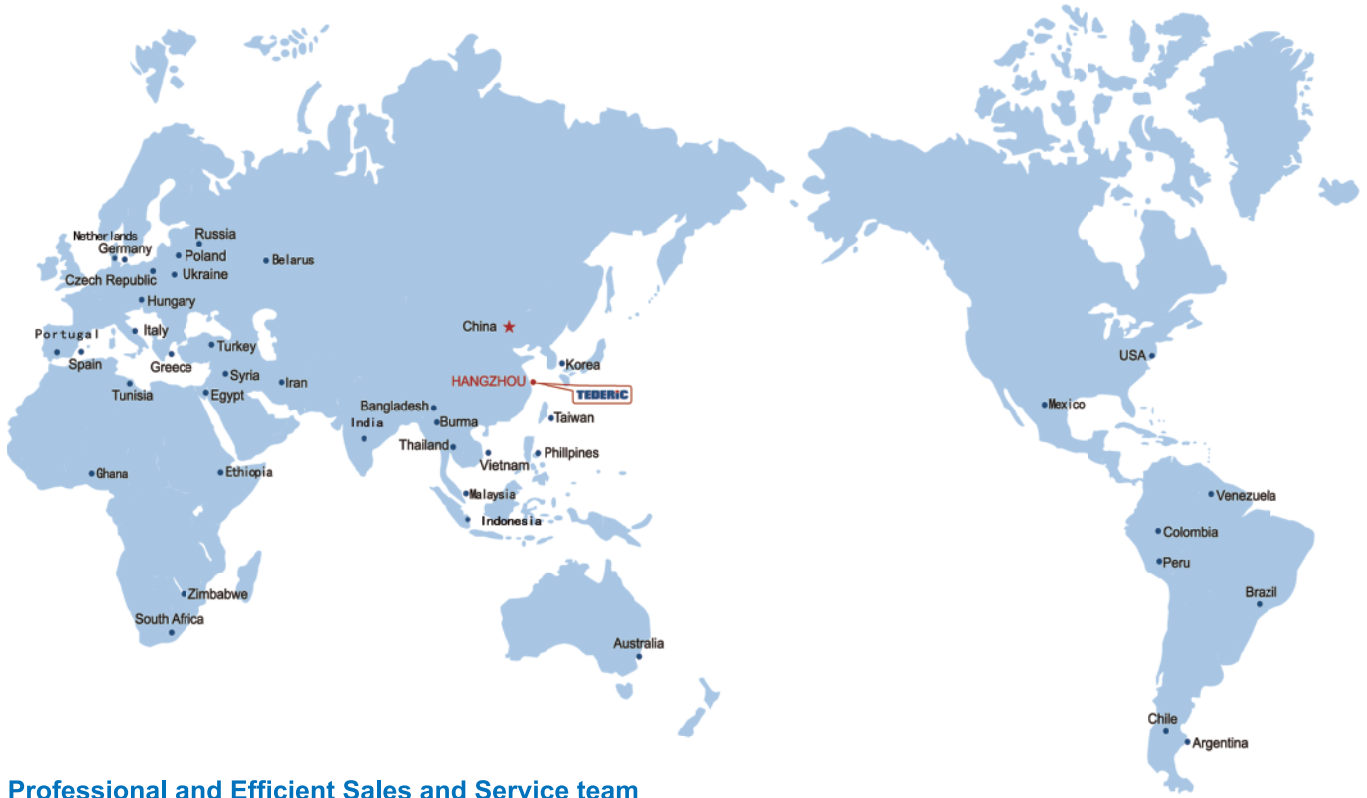 Netherlands
Russia
Germany
Poland
Belarus
Czech Republic
Ukraine
Hungary
China
Portugal
Italy
Turkey
Korea
USA
Spain
Greece
Syria
Iran
HANGZHOU
TEDERiC
Tunisia
Egypt
Bangladesh
Mexico
India
Burma
Taiwan
Thailand
Phillpines
Vietnam
Ghana
Ethiopia
Malaysia
Venezuela
Indonesia
Colombia
Peru
Zimbabwe
Brazil
South Africa
Australia
Chile
Argentina
Professional and Efficient Sales and Service team